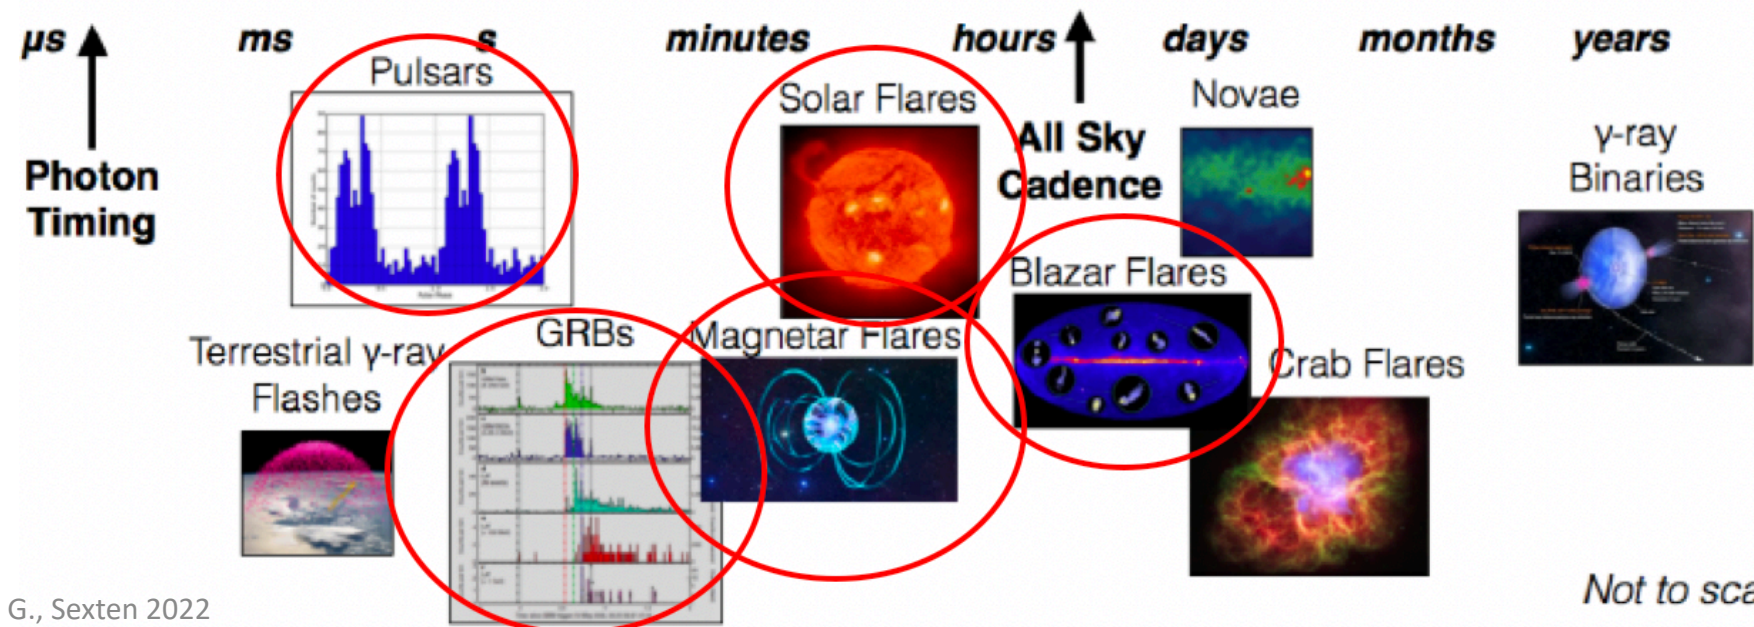 μs ms s minutes hours days months years
Pulsars
Solar Flares
Novae
All Sky
Cadence
γ-ray
Binaries
Photon
Timing
Blazar Flares
GRBs
Magnetar Flares
Terrestrial γ-ray
Flashes
Crab Flares
Not to sca
G., Sexten 2022